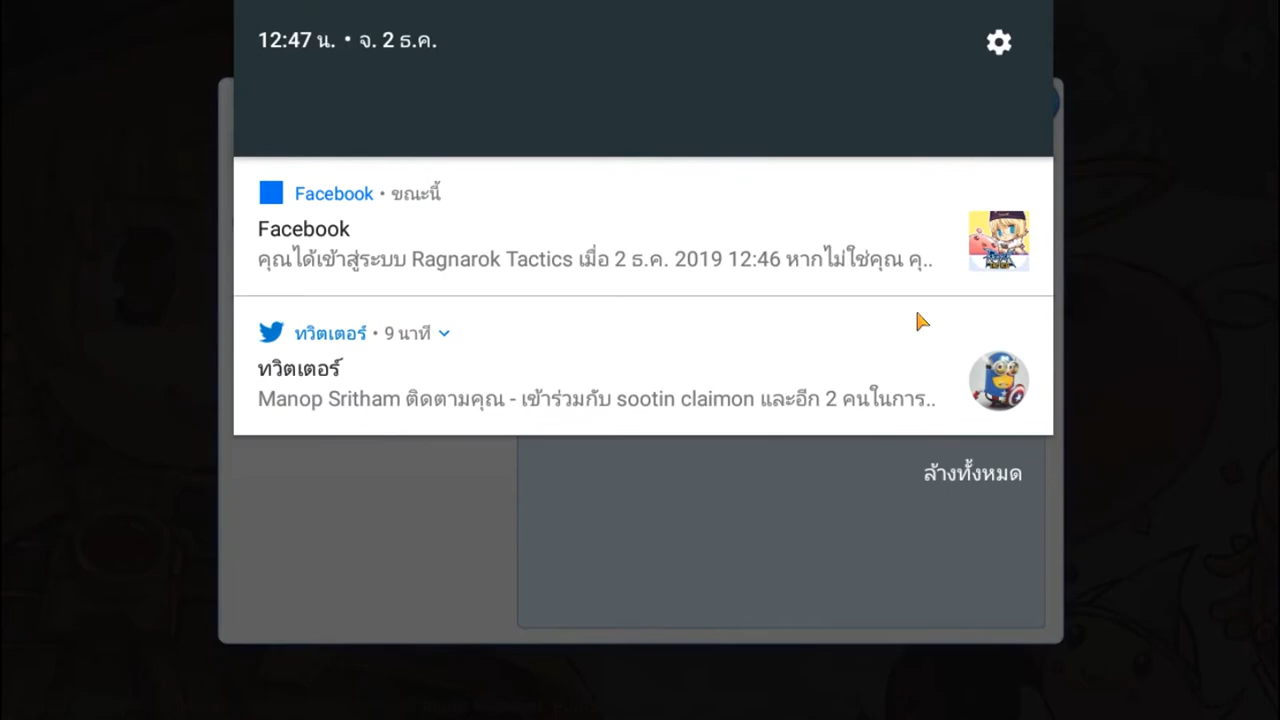 12:47 น. • จ. 2 ธ.ค.
Facebook • ขณะนี้
Facebook
คุณได้เข้าสู่ระบบ Ragnarok Tactics เมื่อ 2 ธ.ค. 2019 12:46 หากไม่ใช่คุณ คุ..
ทวิตเตอร์ • 9 นาที
ทวิตเตอร์
Manop Sritham ติดตามคุณ - เข้าร่วมกับ sootin claimon และอีก 2 คนในการ..
ล้างทั้งหมด